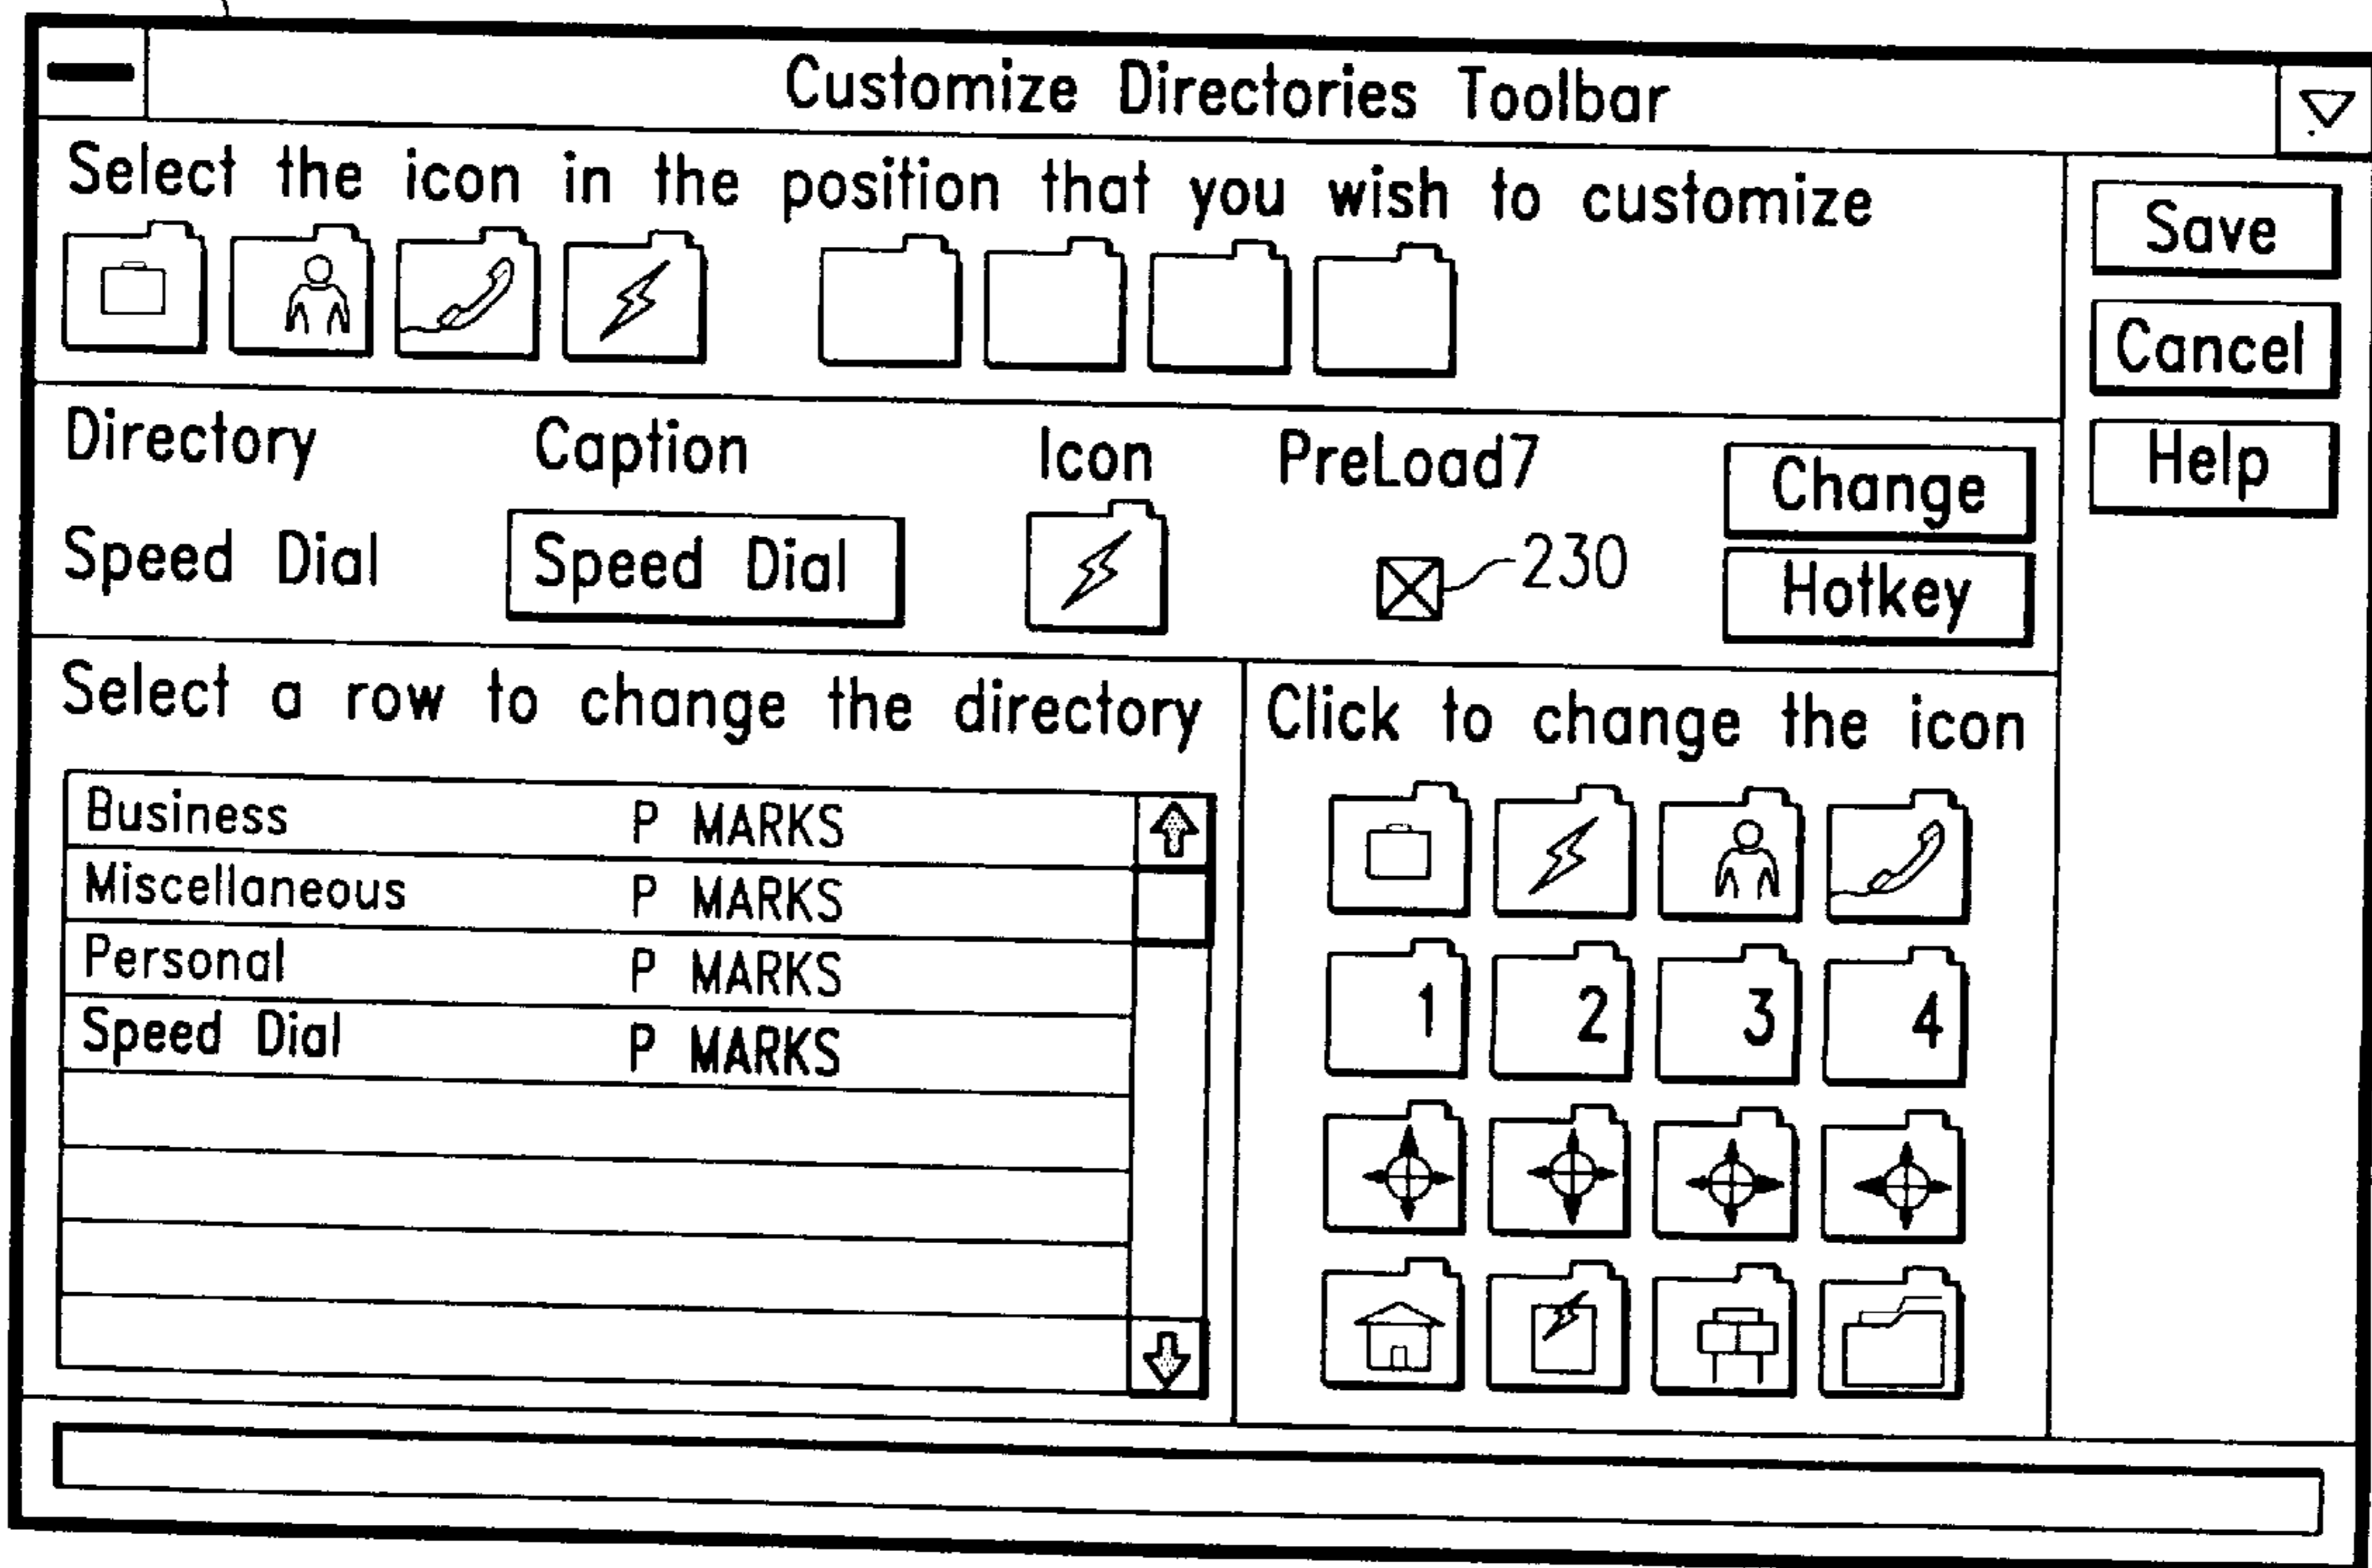 Customize Directories Toolbar
Select the icon in the position that you wish to customize
Save
Cancel
Help
Directory Caption Icon PreLoad7 Change
Speed Dial Speed Dial 230 Hotkey
Select a row to change the directory
Business P MARKS
Miscellaneous P MARKS
Personal P MARKS
Speed Dial P MARKS
Click to change the icon
1 2 3 4